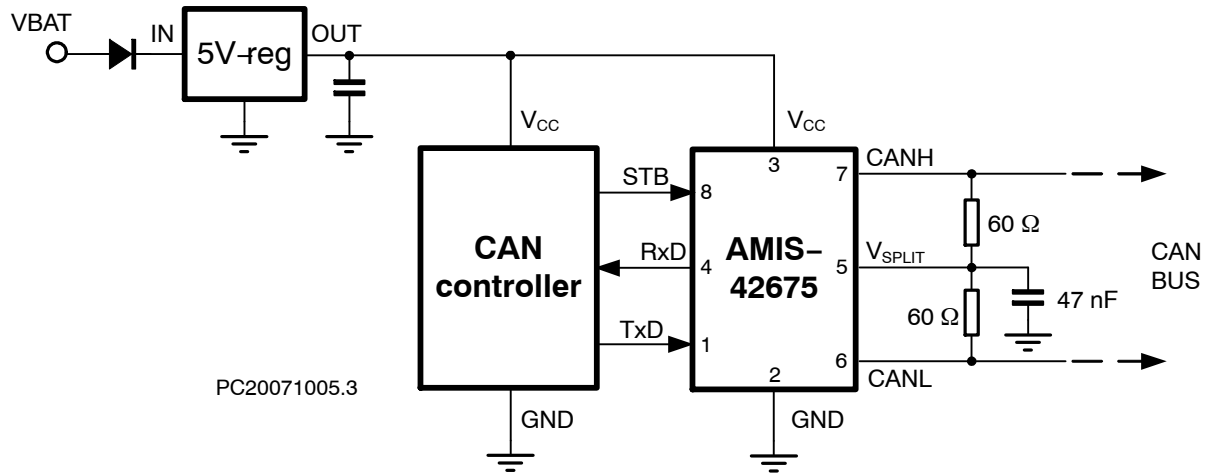 VBAT
IN
5V-reg
OUT
VCC
VCC
CAN
controller
STB
RxD
TxD
GND
AMIS-
42675
3
8
4
1
7
5
6
2
GND
CANH
60 Ω
VSPLIT
47 nF
60 Ω
CANL
CAN
BUS
PC20071005.3